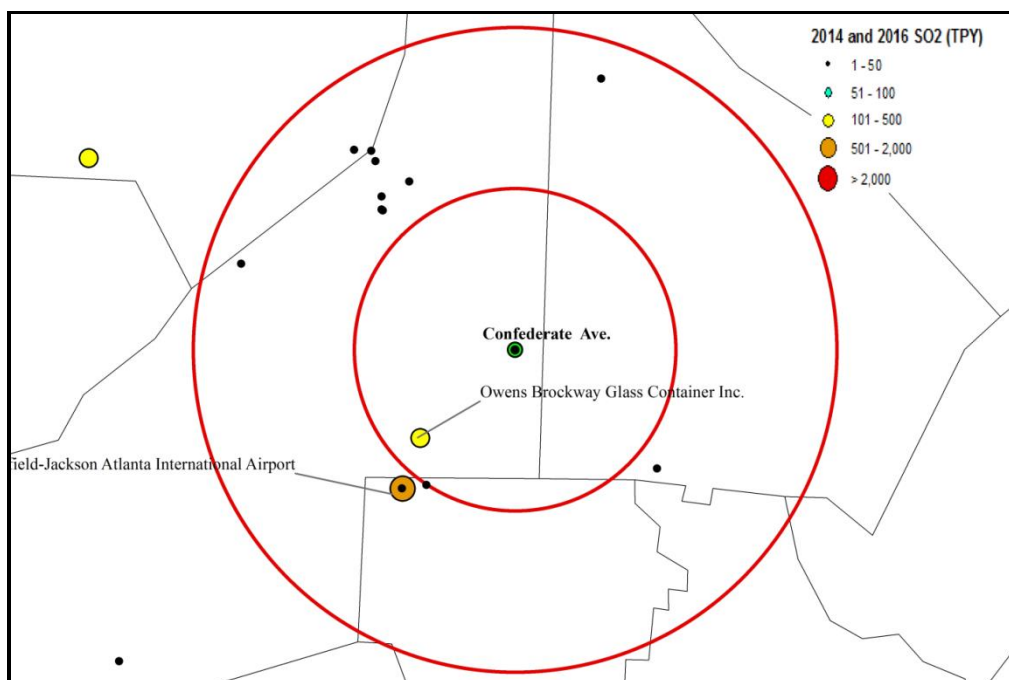 2014 and 2016 SO2 (TPY)
1 - 50
51 - 100
101 - 500
501 - 2,000
> 2,000
Confederate Ave.
Owens Brockway Glass Container Inc.
field-Jackson Atlanta International Airport